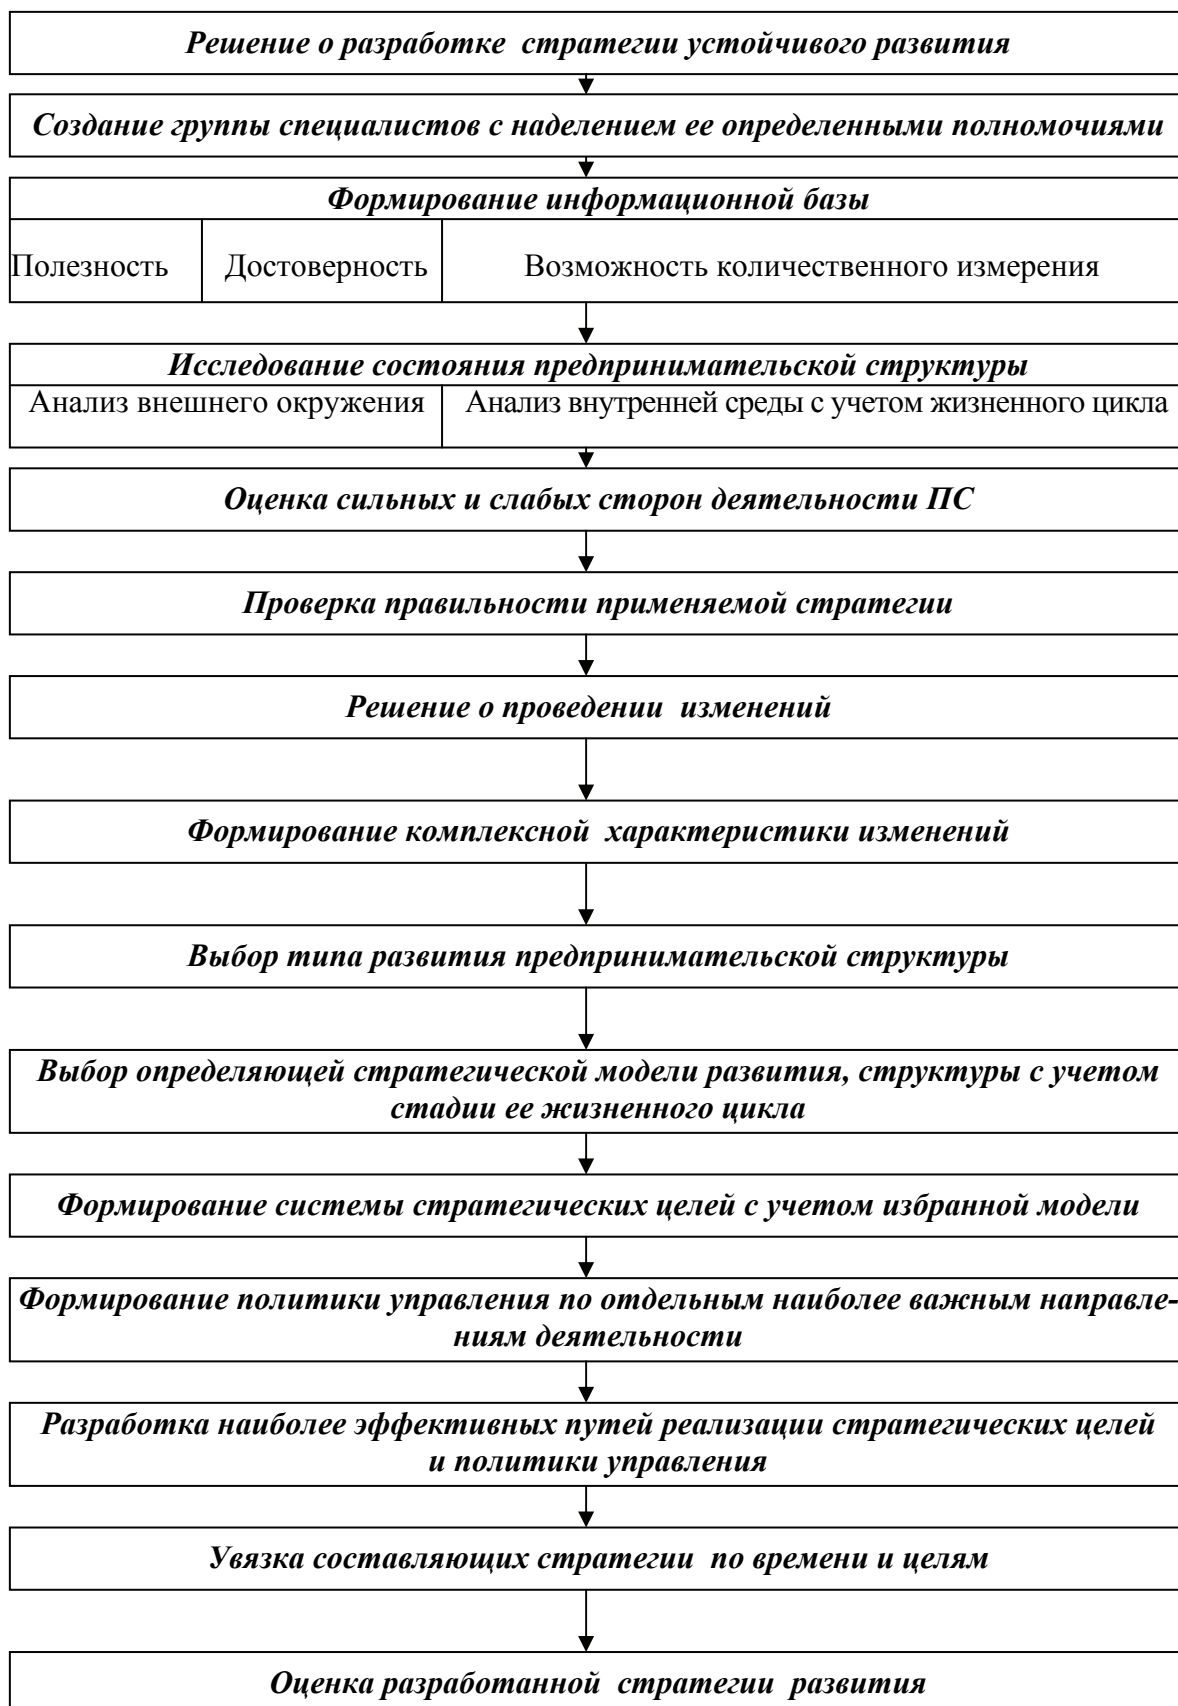 Решение о разработке стратегии устойчивого развития
Создание группы специалистов с наделением ее определенными полномочиями
Формирование информационной базы
Полезность Достоверность Возможность количественного измерения
Исследование состояния предпринимательской структуры
Анализ внешнего окружения Анализ внутренней среды с учетом жизненного цикла
Оценка сильных и слабых сторон деятельности ПС
Проверка правильности применяемой стратегии
Решение о проведении изменений
Формирование комплексной характеристики изменений
Выбор типа развития предпринимательской структуры
Выбор определяющей стратегической модели развития, структуры с учетом
стадии ее жизненного цикла
Формирование системы стратегических целей с учетом избранной модели
Формирование политики управления по отдельным наиболее важным направле-
ниям деятельности
Разработка наиболее эффективных путей реализации стратегических целей
и политики управления
Увязка составляющих стратегии по времени и целям
Оценка разработанной стратегии развития